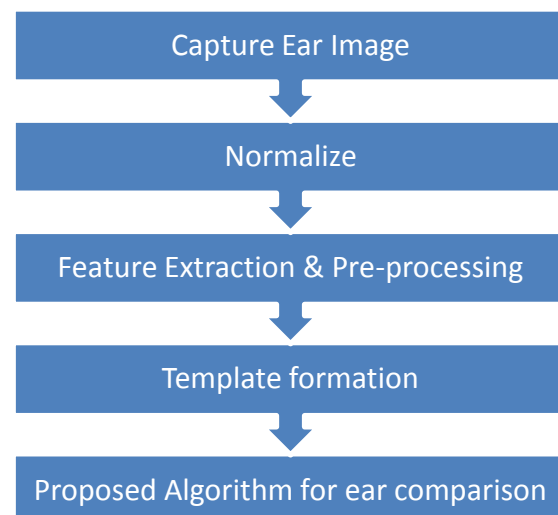 Capture Ear Image
Normalize
Feature Extraction & Pre-processing
Template formation
Proposed Algorithm for ear comparison